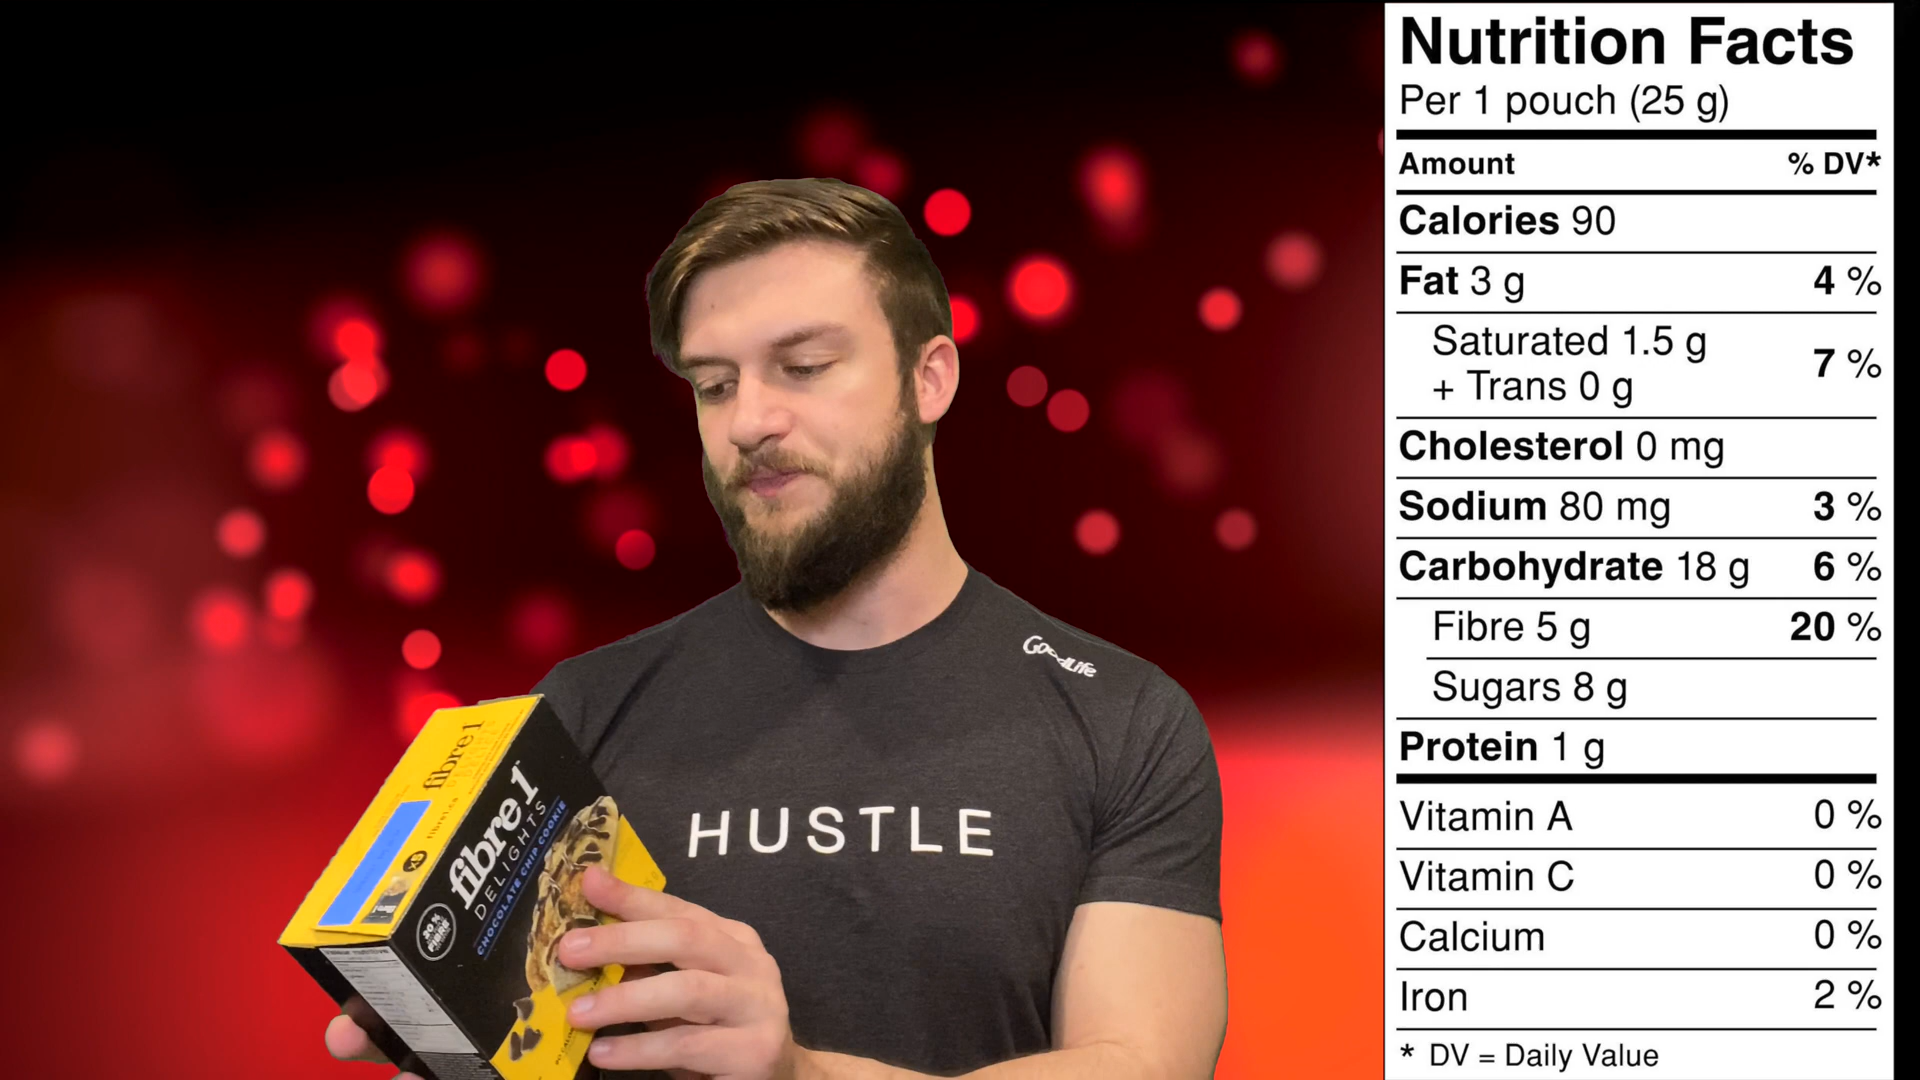 Nutrition Facts
Per 1 pouch (25 g)
Amount % DV*
Calories 90
Fat 3 g 4 %
Saturated 1.5 g 7 %
+ Trans 0 g
Cholesterol 0 mg
Sodium 80 mg 3 %
Carbohydrate 18 g 6 %
Fibre 5 g 20 %
Sugars 8 g
Protein 1 g
Vitamin A 0 %
Vitamin C 0 %
Calcium 0 %
Iron 2 %
* DV = Daily Value
GoodLife
HUSTLE
fibre 1
x5
fibre 1
DELIGHTS
CHOCOLATE CHIP COOKIE
20%
FIBRE